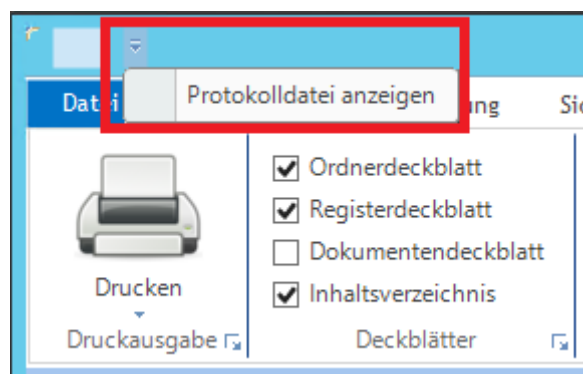 Protokolldatei anzeigen
Ordnerdeckblatt
Registerdeckblatt
Dokumentendeckblatt
Inhaltsverzeichnis
Drucken
Druckausgabe
Deckblätter